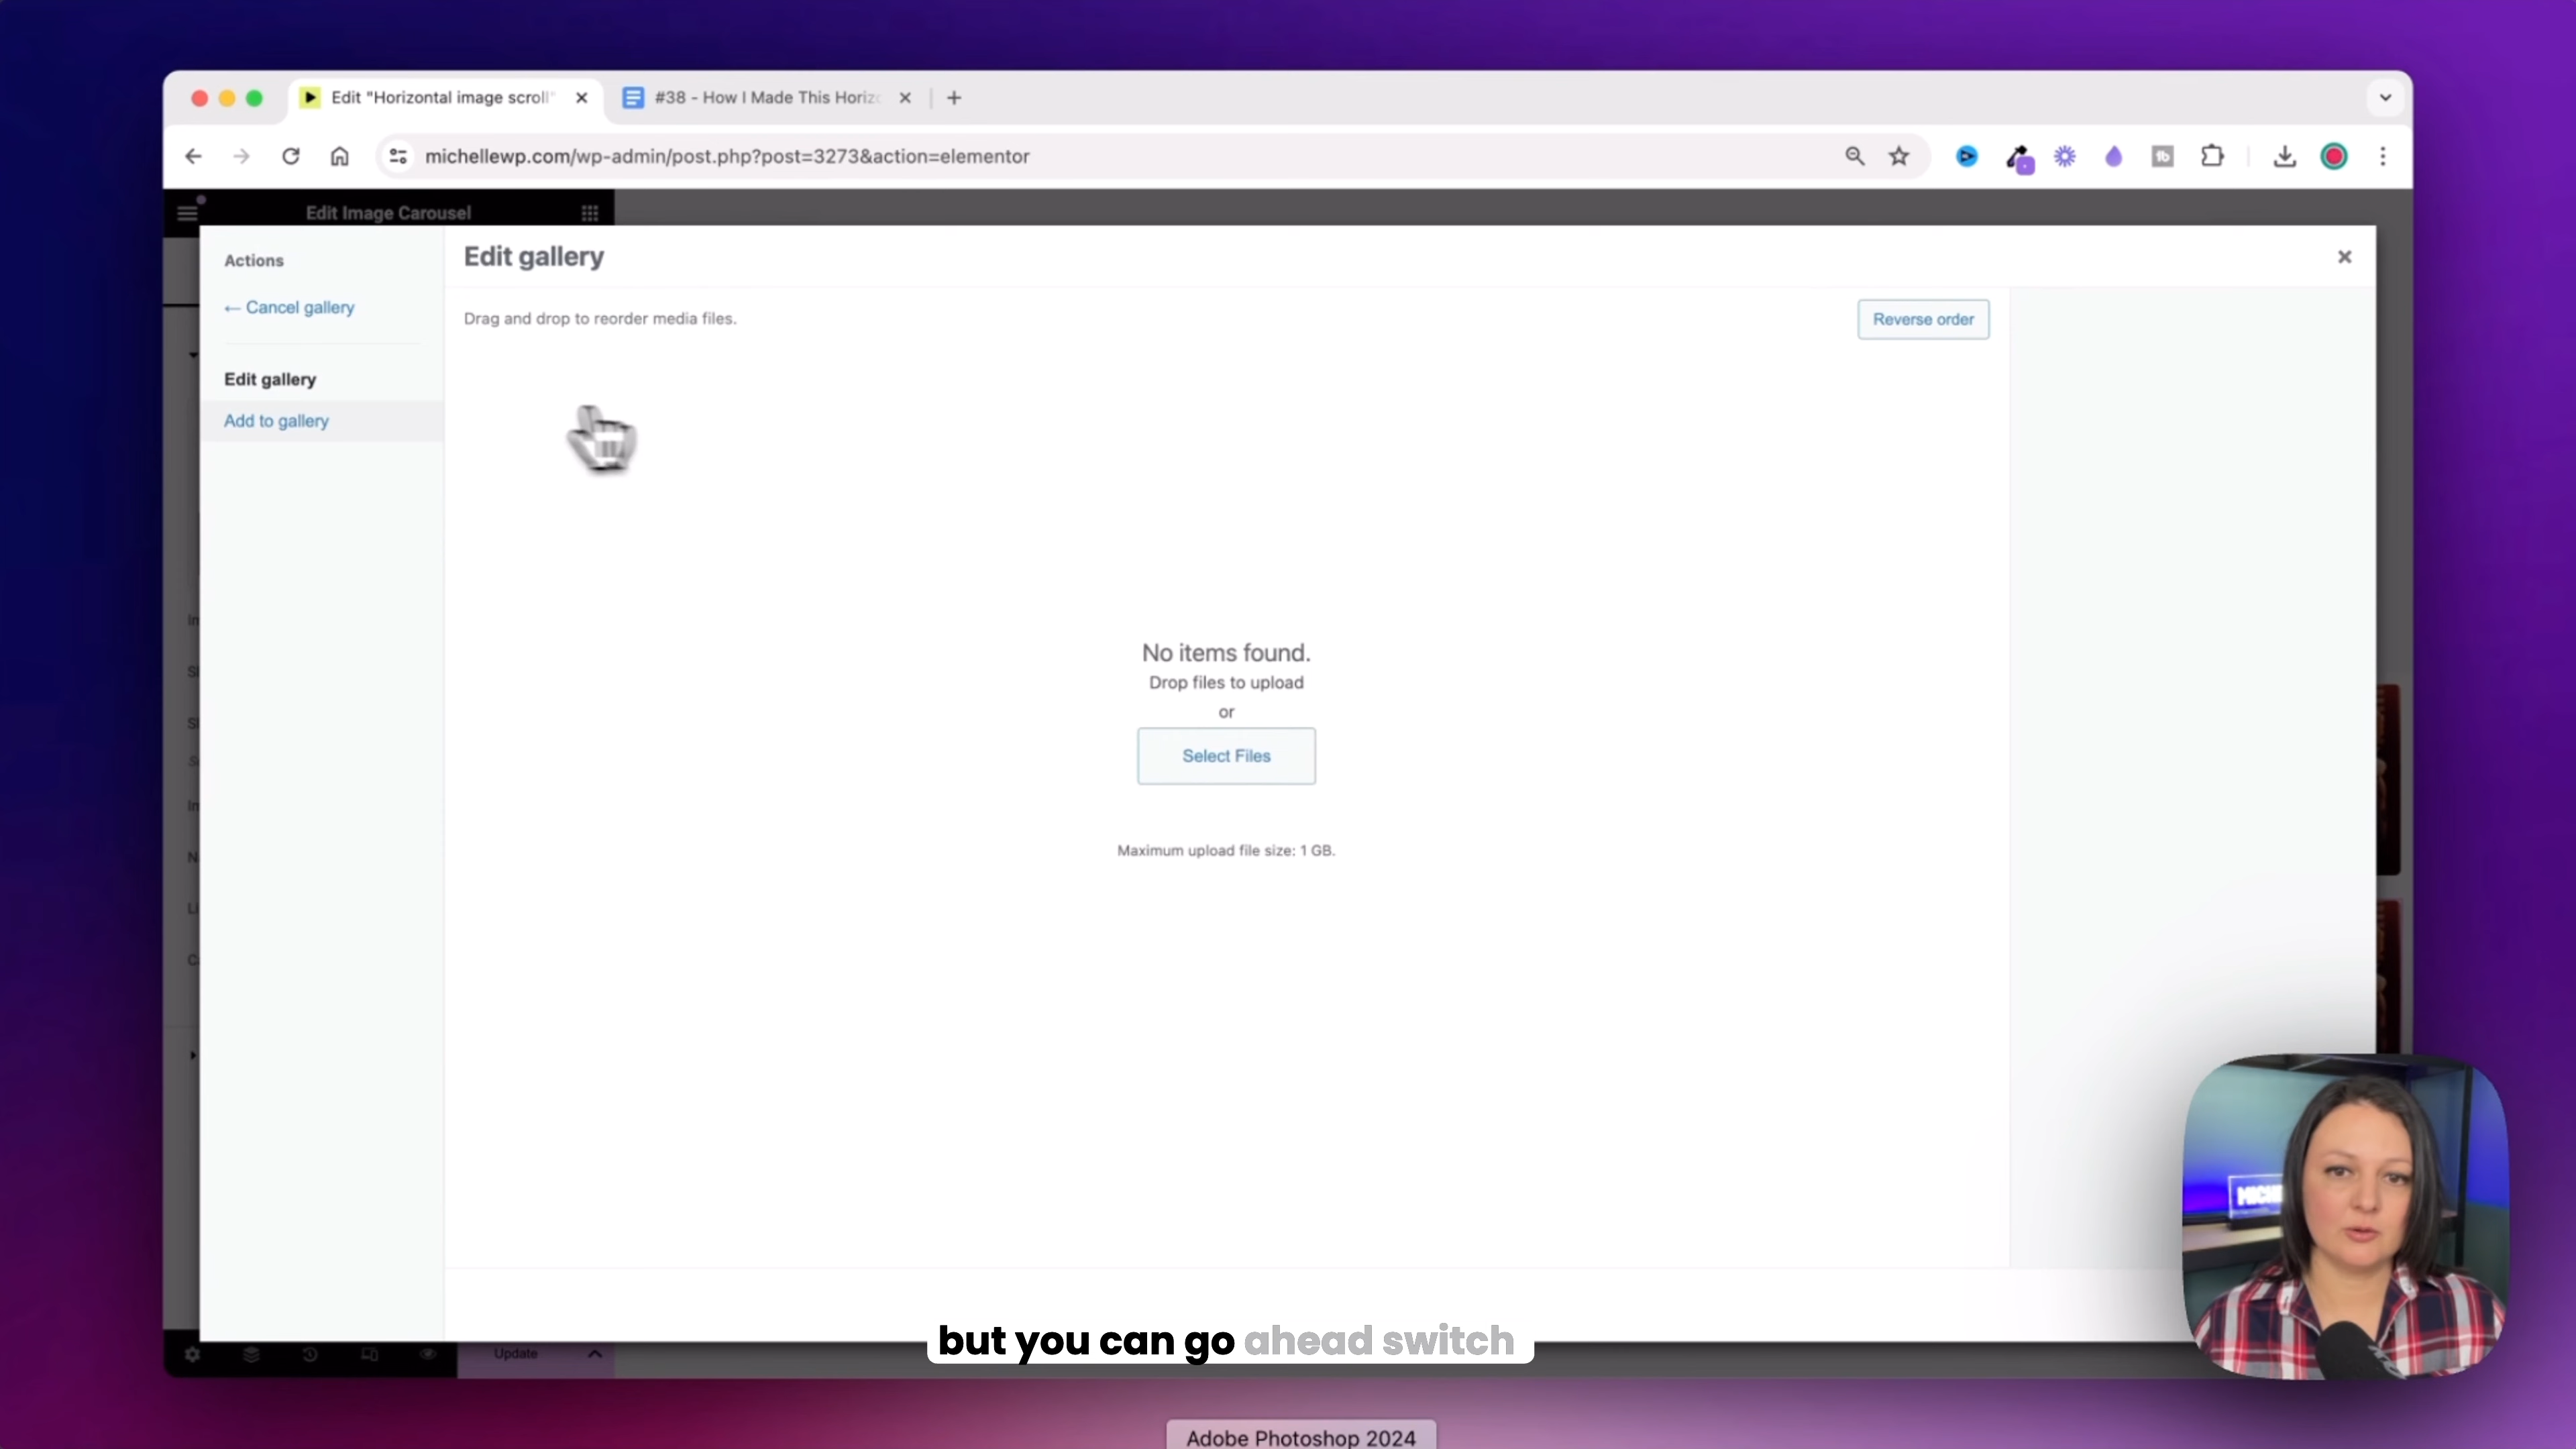 Edit "Horizontal image scroll"
#38 - How I Made This Horizo
michellewp.com/wp-admin/post.php?post=3273&action=elementor
Edit Image Carousel
Actions
← Cancel gallery
Edit gallery
Add to gallery
Edit gallery
Drag and drop to reorder media files.
Reverse order
No items found.
Drop files to upload
or
Select Files
Maximum upload file size: 1 GB.
Update
but you can go ahead switch
Adobe Photoshop 2024